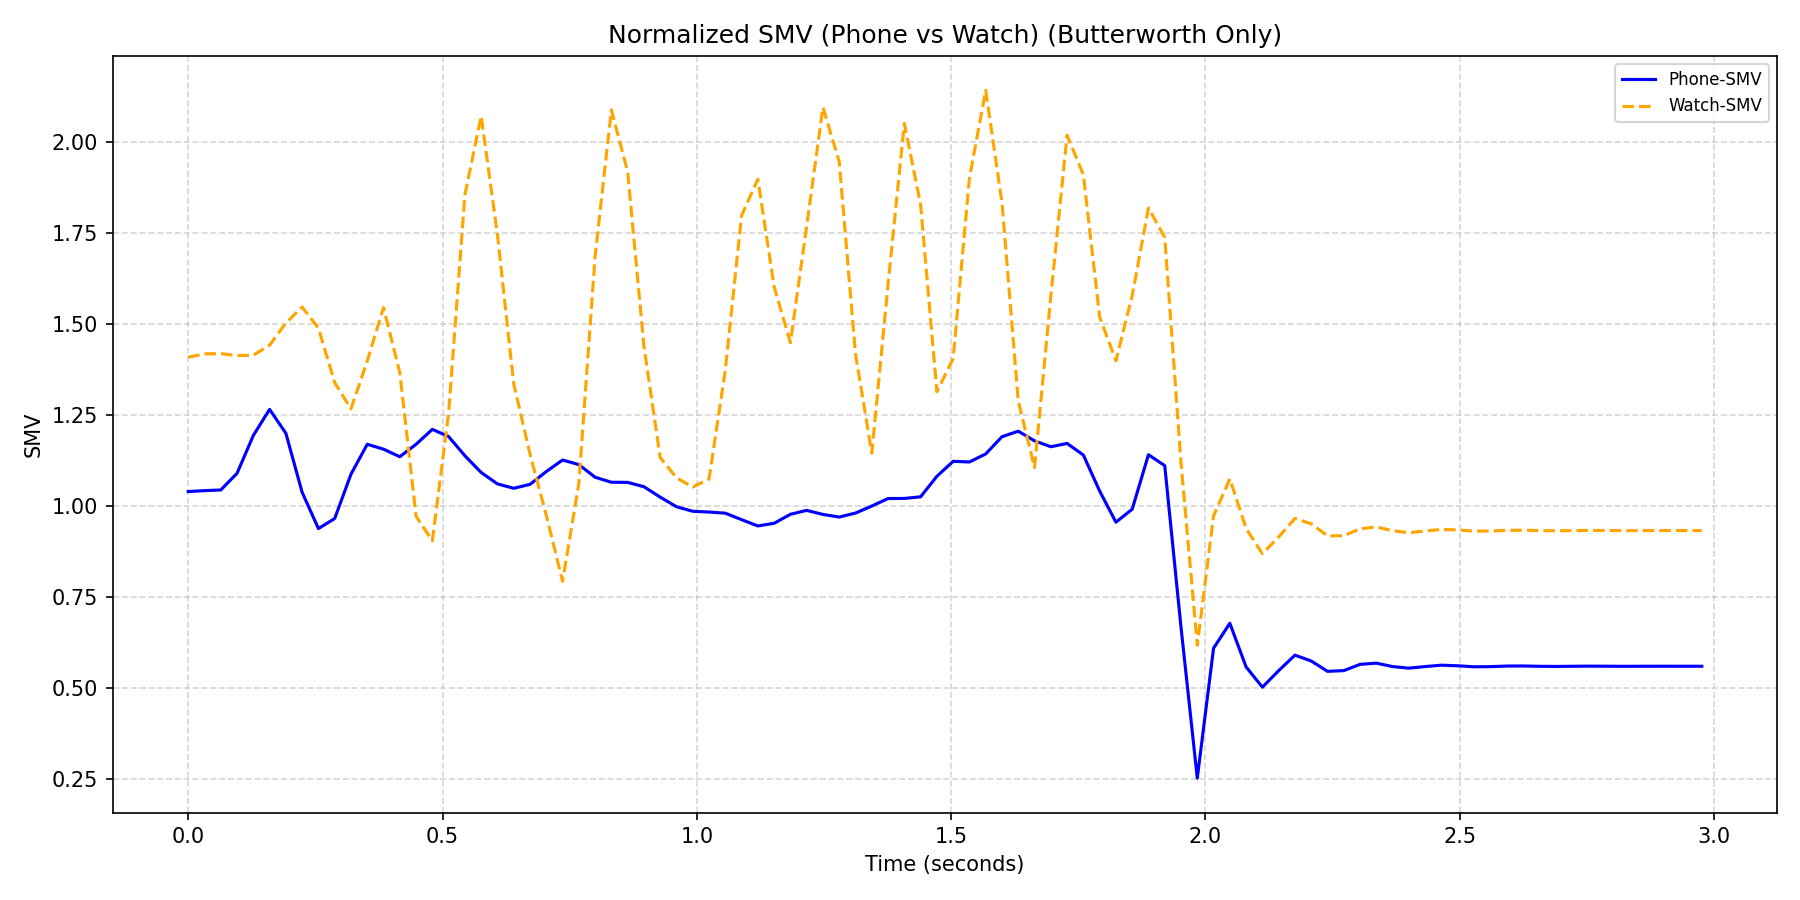 Normalized SMV (Phone vs Watch) (Butterworth Only)
Phone-SMV
Watch-SMV
2.00
1.75
1.50
1.25
1.00
0.75
0.50
0.25
SMV
0.0 0.5 1.0 1.5 2.0 2.5 3.0
Time (seconds)